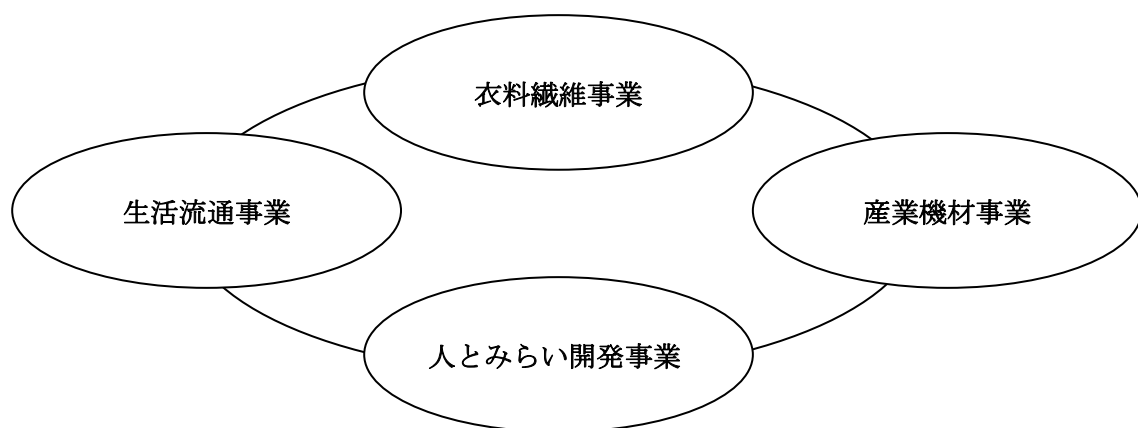 衣料繊維事業
生活流通事業
産業機材事業
人とみらい開発事業